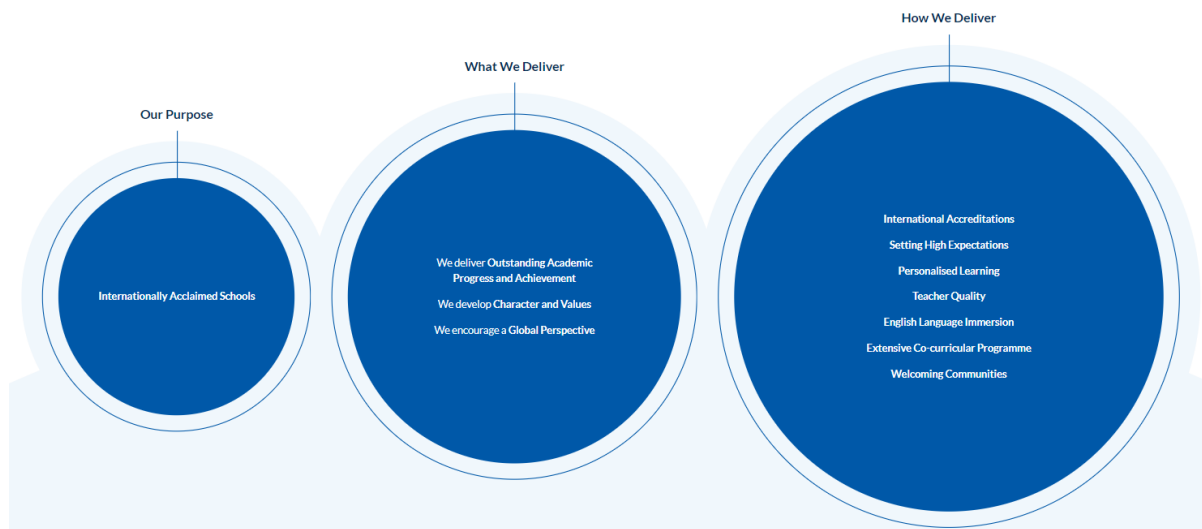 Our Purpose
Internationally Acclaimed Schools
What We Deliver
We deliver Outstanding Academic
Progress and Achievement
We develop Character and Values
We encourage a Global Perspective
How We Deliver
International Accreditations
Setting High Expectations
Personalised Learning
Teacher Quality
English Language Immersion
Extensive Co-curricular Programme
Welcoming Communities